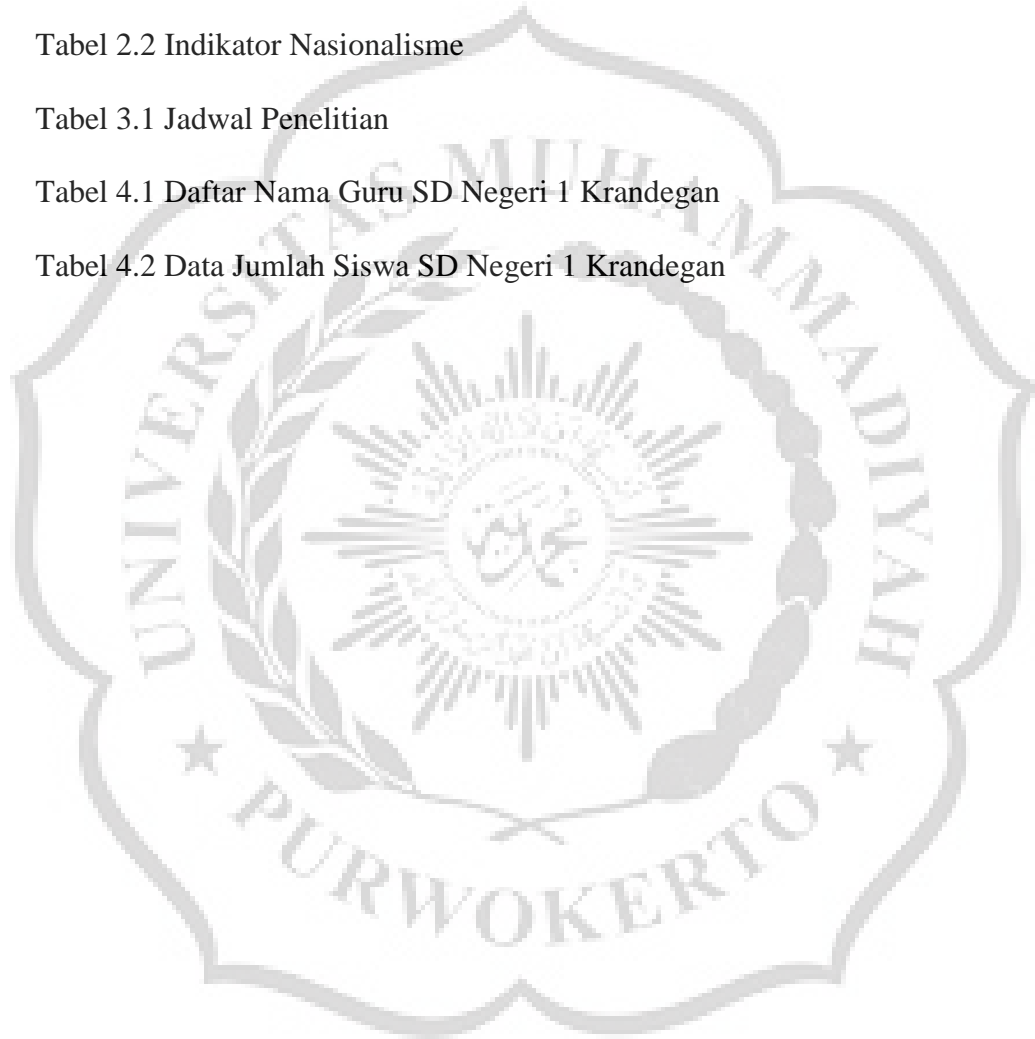 Tabel 2.2 Indikator Nasionalisme
Tabel 3.1 Jadwal Penelitian
Tabel 4.1 Daftar Nama Guru SD Negeri 1 Krandegan
Tabel 4.2 Data Jumlah Siswa SD Negeri 1 Krandegan
UNIVERSITAS MUHAMMADIYAH
PURWOKERTO